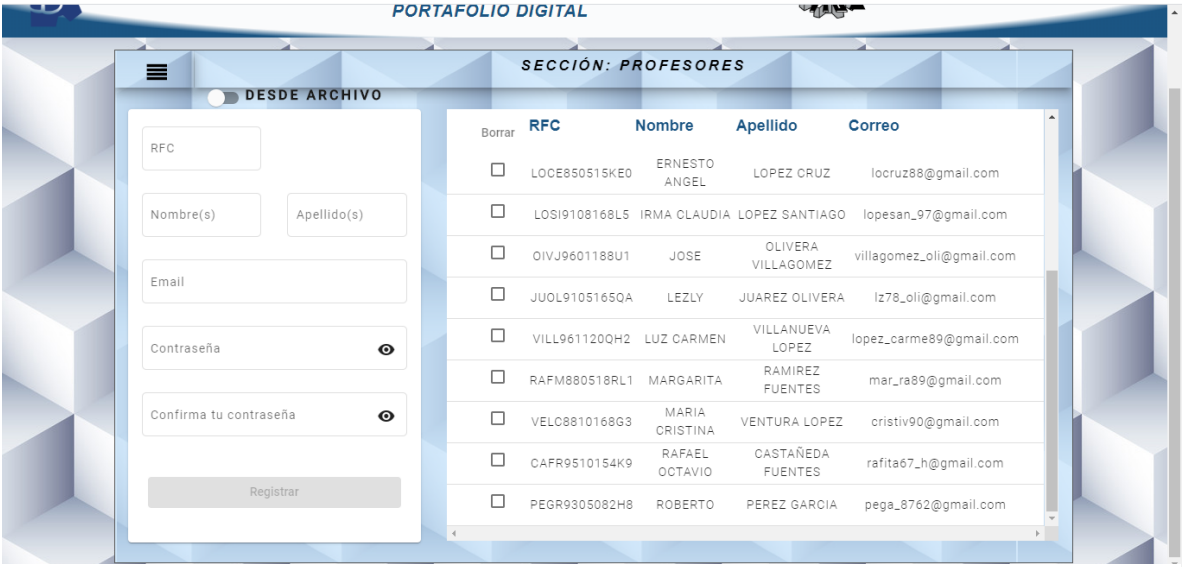 PORTAFOLIO DIGITAL
SECCIÓN: PROFESORES
DESDE ARCHIVO
RFC
Nombre(s) Apellido(s)
Email
Contraseña
Confirma tu contraseña
Registrar
Borrar RFC Nombre Apellido Correo
LOCE850515KE0 ERNESTO ANGEL LOPEZ CRUZ locruz88@gmail.com
LOSI9108168L5 IRMA CLAUDIA LOPEZ SANTIAGO lopesan_97@gmail.com
OIVJ9601188U1 JOSE OLIVERA VILLAGOMEZ villagomez_oli@gmail.com
JUOL9105165QA LEZLY JUAREZ OLIVERA lz78_oli@gmail.com
VILL961120QH2 LUZ CARMEN VILLANUEVA LOPEZ lopez_carme89@gmail.com
RAFM880518RL1 MARGARITA RAMIREZ FUENTES mar_ra89@gmail.com
VELC8810168G3 MARIA CRISTINA VENTURA LOPEZ cristiv90@gmail.com
CAFR9510154K9 RAFAEL OCTAVIO CASTAÑEDA FUENTES rafita67_h@gmail.com
PEGR9305082H8 ROBERTO PEREZ GARCIA pega_8762@gmail.com